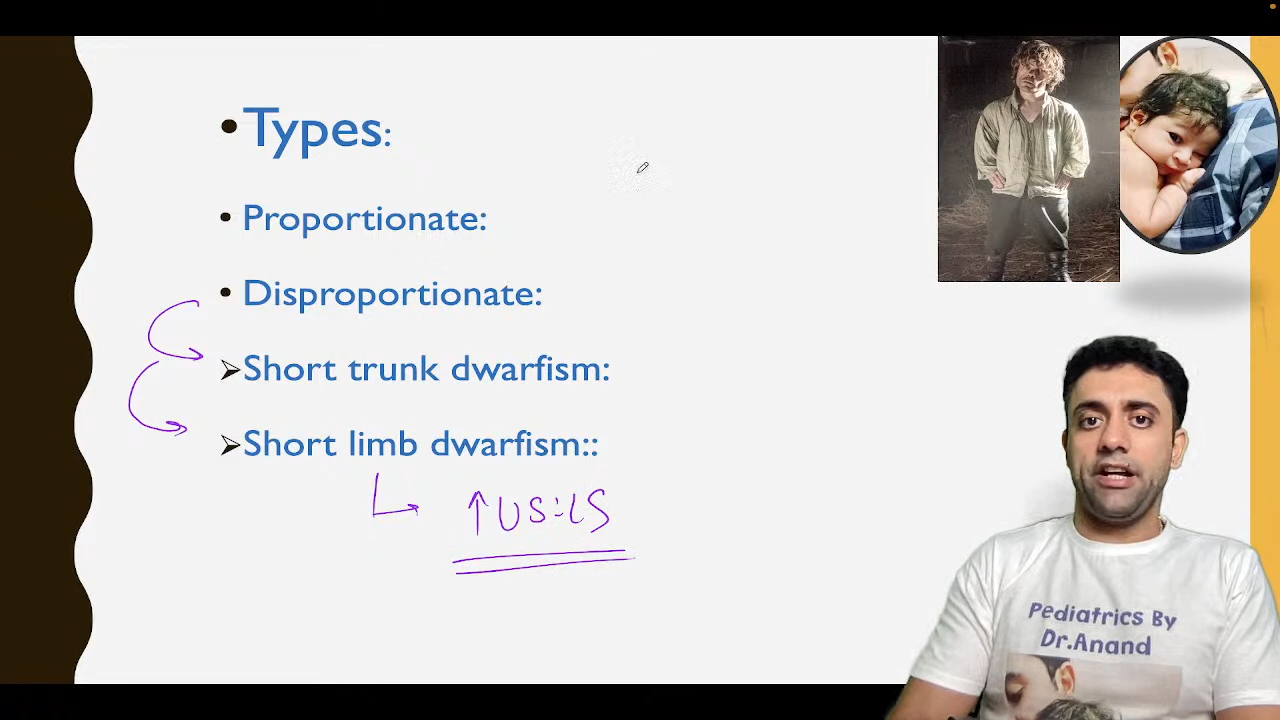 •Types:
• Proportionate:
• Disproportionate:
➢Short trunk dwarfism:
➢Short limb dwarfism::
↑US:LS
Pediatrics By
Dr.Anand